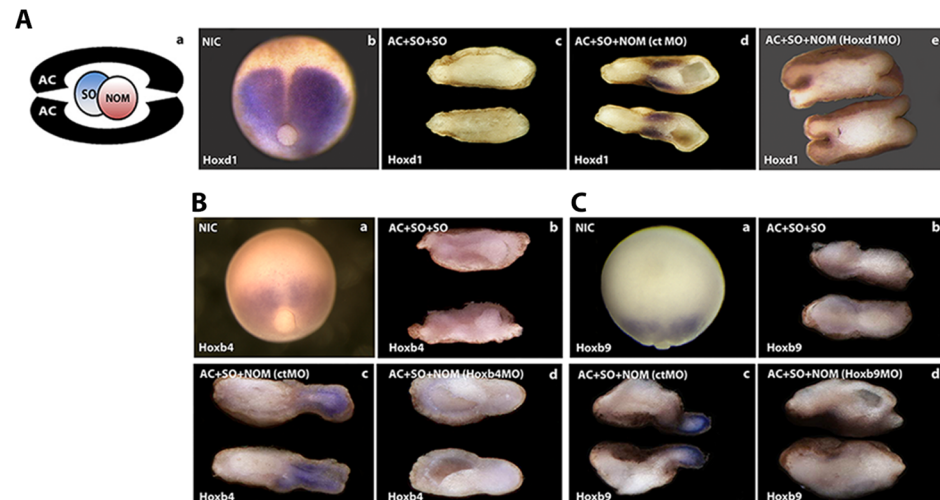 A
a
AC
SO
NOM
AC
NIC
b
Hoxd1
AC+SO+SO
c
Hoxd1
AC+SO+NOM (ct MO)
d
Hoxd1
AC+SO+NOM (Hoxd1MO)
e
Hoxd1
B
NIC
a
Hoxb4
AC+SO+SO
b
Hoxb4
AC+SO+NOM (ctMO)
c
Hoxb4
AC+SO+NOM (Hoxb4MO)
d
Hoxb4
C
NIC
a
Hoxb9
AC+SO+SO
b
Hoxb9
AC+SO+NOM (ctMO)
c
Hoxb9
AC+SO+NOM (Hoxb9MO)
d
Hoxb9